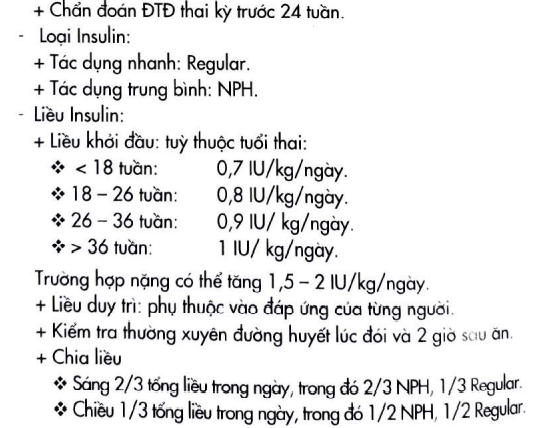 + Chẩn đoán ĐTĐ thai kỳ trước 24 tuần.
- Loại Insulin:
+ Tác dụng nhanh: Regular.
+ Tác dụng trung bình: NPH.
- Liều Insulin:
+ Liều khởi đầu: tuỳ thuộc tuổi thai:
❖ < 18 tuần: 0,7 IU/kg/ngày.
❖ 18 – 26 tuần: 0,8 IU/kg/ngày.
❖ 26 – 36 tuần: 0,9 IU/ kg/ngày.
❖ > 36 tuần: 1 IU/ kg/ngày.
Trường hợp nặng có thể tăng 1,5 – 2 IU/kg/ngày.
+ Liều duy trì: phụ thuộc vào đáp ứng của từng người.
+ Kiểm tra thường xuyên đường huyết lúc đói và 2 giờ sau ăn.
+ Chia liều
❖ Sáng 2/3 tổng liều trong ngày, trong đó 2/3 NPH, 1/3 Regular.
❖ Chiều 1/3 tổng liều trong ngày, trong đó 1/2 NPH, 1/2 Regular.